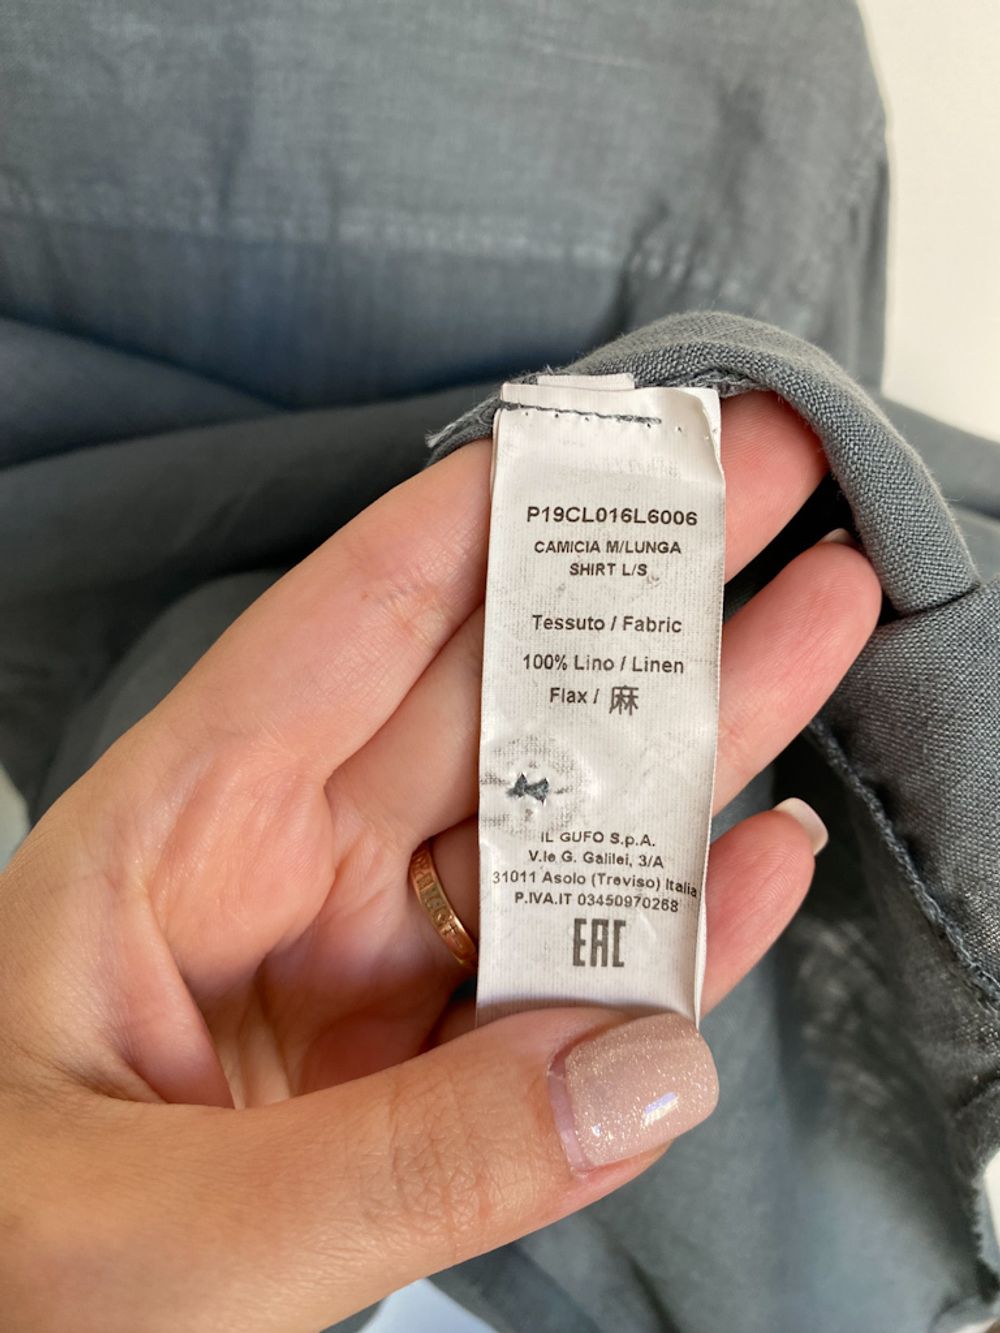 P19CL016L6006
CAMICIA M/LUNGA
SHIRT L/S
Tessuto / Fabric
100% Lino / Linen
Flax / 麻
IL GUFO S.p.A.
V.le G. Galilei, 3/A
31011 Asolo (Treviso) Italia
P.IVA.IT 03450970268
EAC